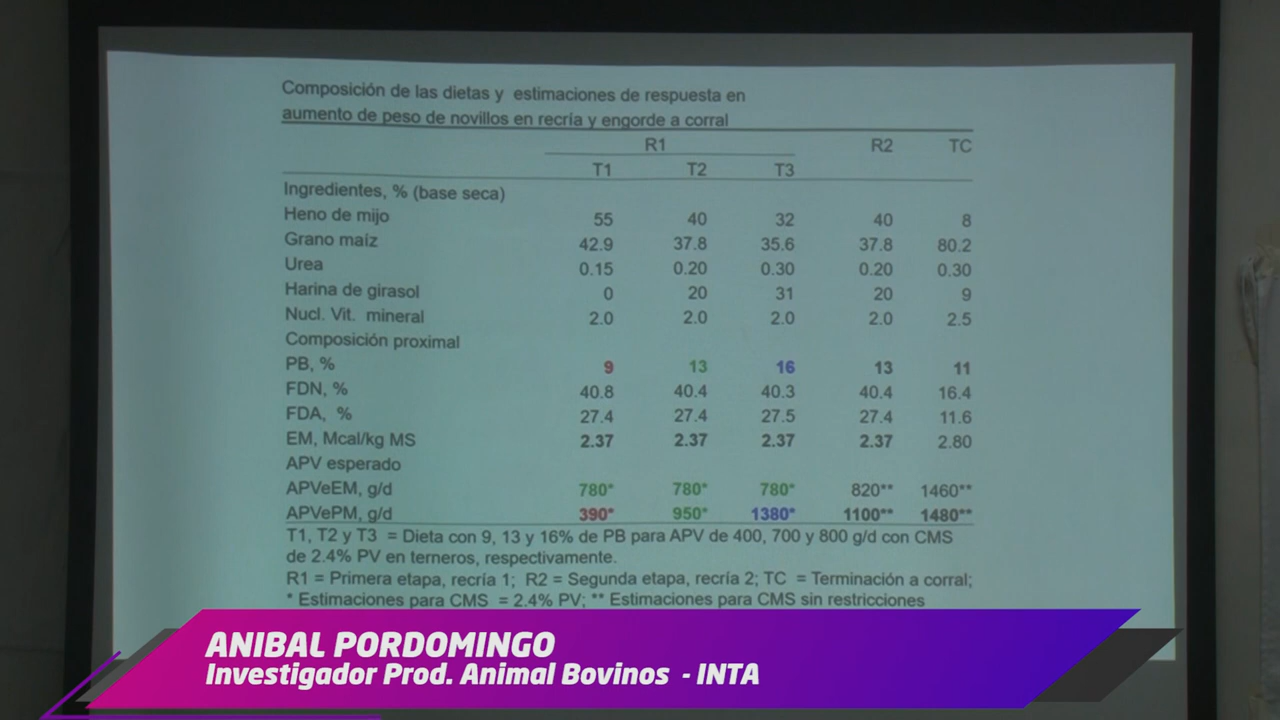 Composición de las dietas y estimaciones de respuesta en
aumento de peso de novillos en recría y engorde a corral
R1 R2 TC
T1 T2 T3
Ingredientes, % (base seca)
Heno de mijo 55 40 32 40 8
Grano maíz 42.9 37.8 35.6 37.8 80.2
Urea 0.15 0.20 0.30 0.20 0.30
Harina de girasol 0 20 31 20 9
Nucl. Vit. mineral 2.0 2.0 2.0 2.0 2.5
Composición proximal
PB, % 9 13 16 13 11
FDN, % 40.8 40.4 40.3 40.4 16.4
FDA, % 27.4 27.4 27.5 27.4 11.6
EM, Mcal/kg MS 2.37 2.37 2.37 2.37 2.80
APV esperado
APVeEM, g/d 780* 780* 780* 820** 1460**
APVePM, g/d 390* 950* 1380* 1100** 1480**
T1, T2 y T3 = Dieta con 9, 13 y 16% de PB para APV de 400, 700 y 800 g/d con CMS
de 2.4% PV en terneros, respectivamente.
R1 = Primera etapa, recría 1; R2 = Segunda etapa, recría 2; TC = Terminación a corral;
* Estimaciones para CMS = 2.4% PV; ** Estimaciones para CMS sin restricciones
ANIBAL PORDOMINGO
Investigador Prod. Animal Bovinos - INTA